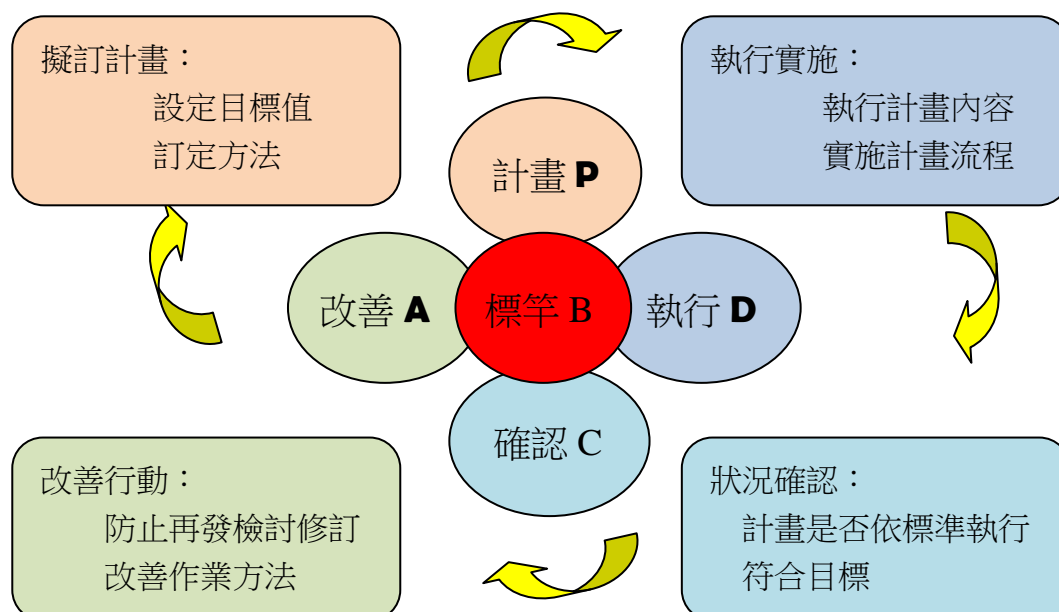 擬訂計畫：
設定目標值
訂定方法
執行實施：
執行計畫內容
實施計畫流程
計畫 P
改善 A
標竿 B
執行 D
確認 C
改善行動：
防止再發檢討修訂
改善作業方法
狀況確認：
計畫是否依標準執行
符合目標